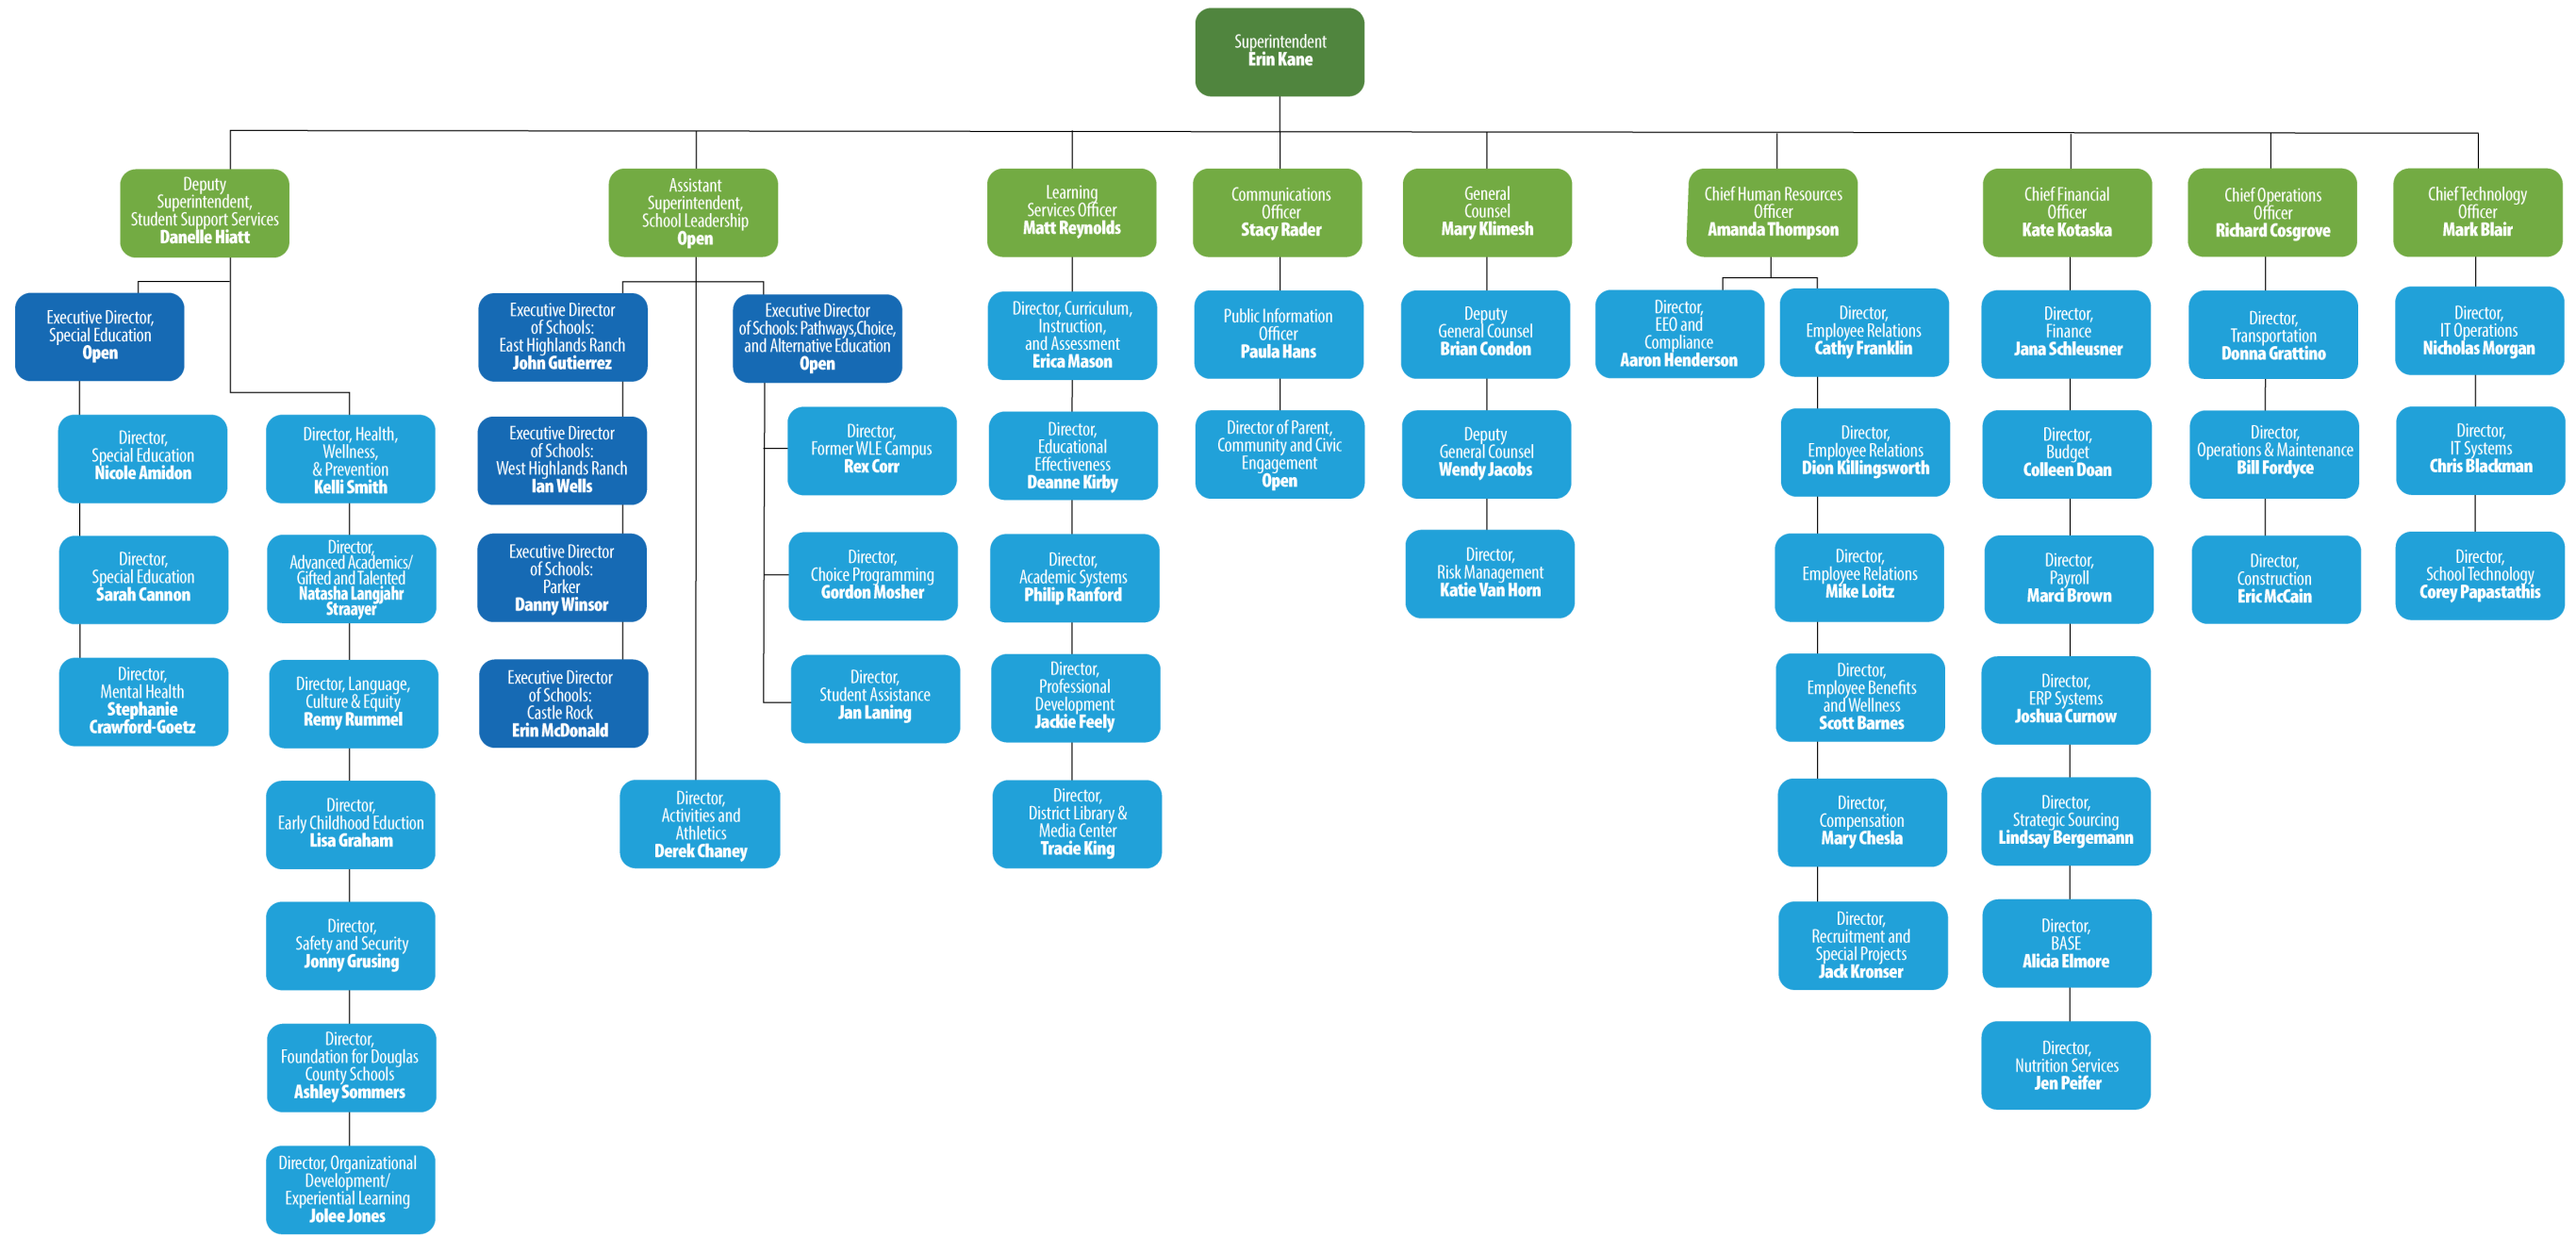 Superintendent
Erin Kane
Deputy
Superintendent,
Student Support Services
Danelle Hiatt
Executive Director,
Special Education
Open
Director,
Special Education
Nicole Amidon
Director,
Special Education
Sarah Cannon
Director,
Mental Health
Stephanie
Crawford-Goetz
Director, Health,
Wellness,
& Prevention
Kelli Smith
Director,
Advanced Academics/
Gifted and Talented
Natasha Langjahr
Straayer
Director, Language,
Culture & Equity
Remy Rummel
Director,
Early Childhood Eduction
Lisa Graham
Director,
Safety and Security
Jonny Grusing
Director,
Foundation for Douglas
County Schools
Ashley Sommers
Director, Organizational
Development/
Experiential Learning
Jolee Jones
Assistant
Superintendent,
School Leadership
Open
Executive Director
of Schools:
East Highlands Ranch
John Gutierrez
Executive Director
of Schools:
West Highlands Ranch
Ian Wells
Executive Director
of Schools:
Parker
Danny Winsor
Executive Director
of Schools:
Castle Rock
Erin McDonald
Executive Director
of Schools: Pathways,Choice,
and Alternative Education
Open
Director,
Former WLE Campus
Rex Corr
Director,
Choice Programming
Gordon Mosher
Director,
Student Assistance
Jan Laning
Director,
Activities and
Athletics
Derek Chaney
Learning
Services Officer
Matt Reynolds
Director, Curriculum,
Instruction,
and Assessment
Erica Mason
Director,
Educational
Effectiveness
Deanne Kirby
Director,
Academic Systems
Philip Ranford
Director,
Professional
Development
Jackie Feely
Director,
District Library &
Media Center
Tracie King
Communications
Officer
Stacy Rader
Public Information
Officer
Paula Hans
Director of Parent,
Community and Civic
Engagement
Open
General
Counsel
Mary Klimesh
Deputy
General Counsel
Brian Condon
Deputy
General Counsel
Wendy Jacobs
Director,
Risk Management
Katie Van Horn
Chief Human Resources
Officer
Amanda Thompson
Director,
EEO and
Compliance
Aaron Henderson
Director,
Employee Relations
Cathy Franklin
Director,
Employee Relations
Dion Killingsworth
Director,
Employee Relations
Mike Loitz
Director,
Employee Benefits
and Wellness
Scott Barnes
Director,
Compensation
Mary Chesla
Director,
Recruitment and
Special Projects
Jack Kronser
Chief Financial
Officer
Kate Kotaska
Director,
Finance
Jana Schleusner
Director,
Budget
Colleen Doan
Director,
Payroll
Marci Brown
Director,
ERP Systems
Joshua Curnow
Director,
Strategic Sourcing
Lindsay Bergemann
Director,
BASE
Alicia Elmore
Director,
Nutrition Services
Jen Peifer
Chief Operations
Officer
Richard Cosgrove
Director,
Transportation
Donna Grattino
Director,
Operations & Maintenance
Bill Fordyce
Director,
Construction
Eric McCain
Chief Technology
Officer
Mark Blair
Director,
IT Operations
Nicholas Morgan
Director,
IT Systems
Chris Blackman
Director,
School Technology
Corey Papastathis